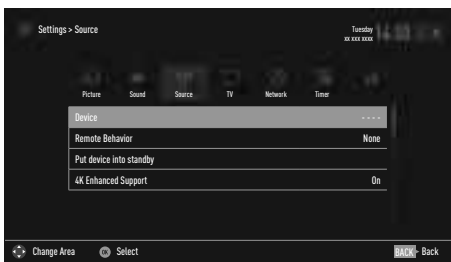 Settings > Source
Tuesday
xx xxx xxxx
Picture Sound Source TV Network Timer
Device - - - -
Remote Behavior None
Put device into standby
4K Enhanced Support On
Change Area OK Select BACK - Back